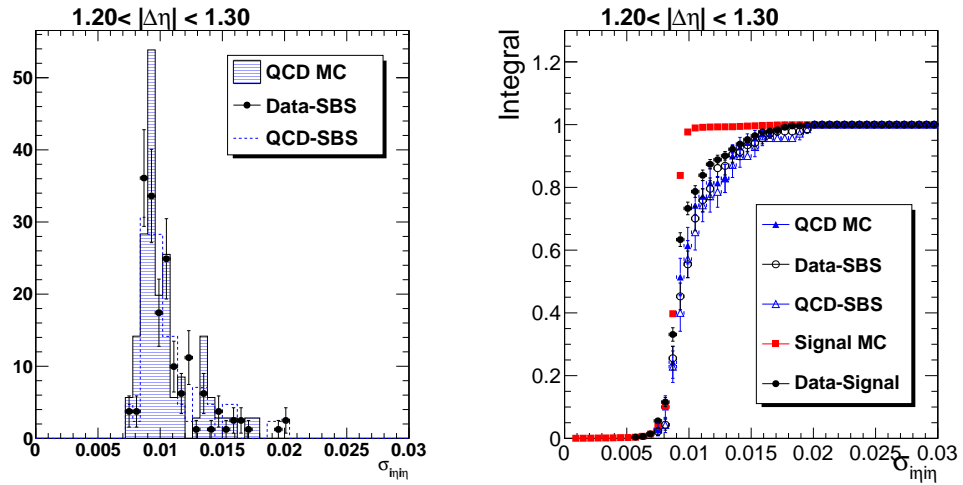 1.20< |Δη| < 1.30
50
40
30
20
10
0
0 0.005 0.01 0.015 0.02 0.025 0.03
σiηiη
QCD MC
Data-SBS
QCD-SBS
1.20< |Δη| < 1.30
Integral
1.2
1
0.8
0.6
0.4
0.2
0
0 0.005 0.01 0.015 0.02 0.025 0.03
σiηiη
QCD MC
Data-SBS
QCD-SBS
Signal MC
Data-Signal